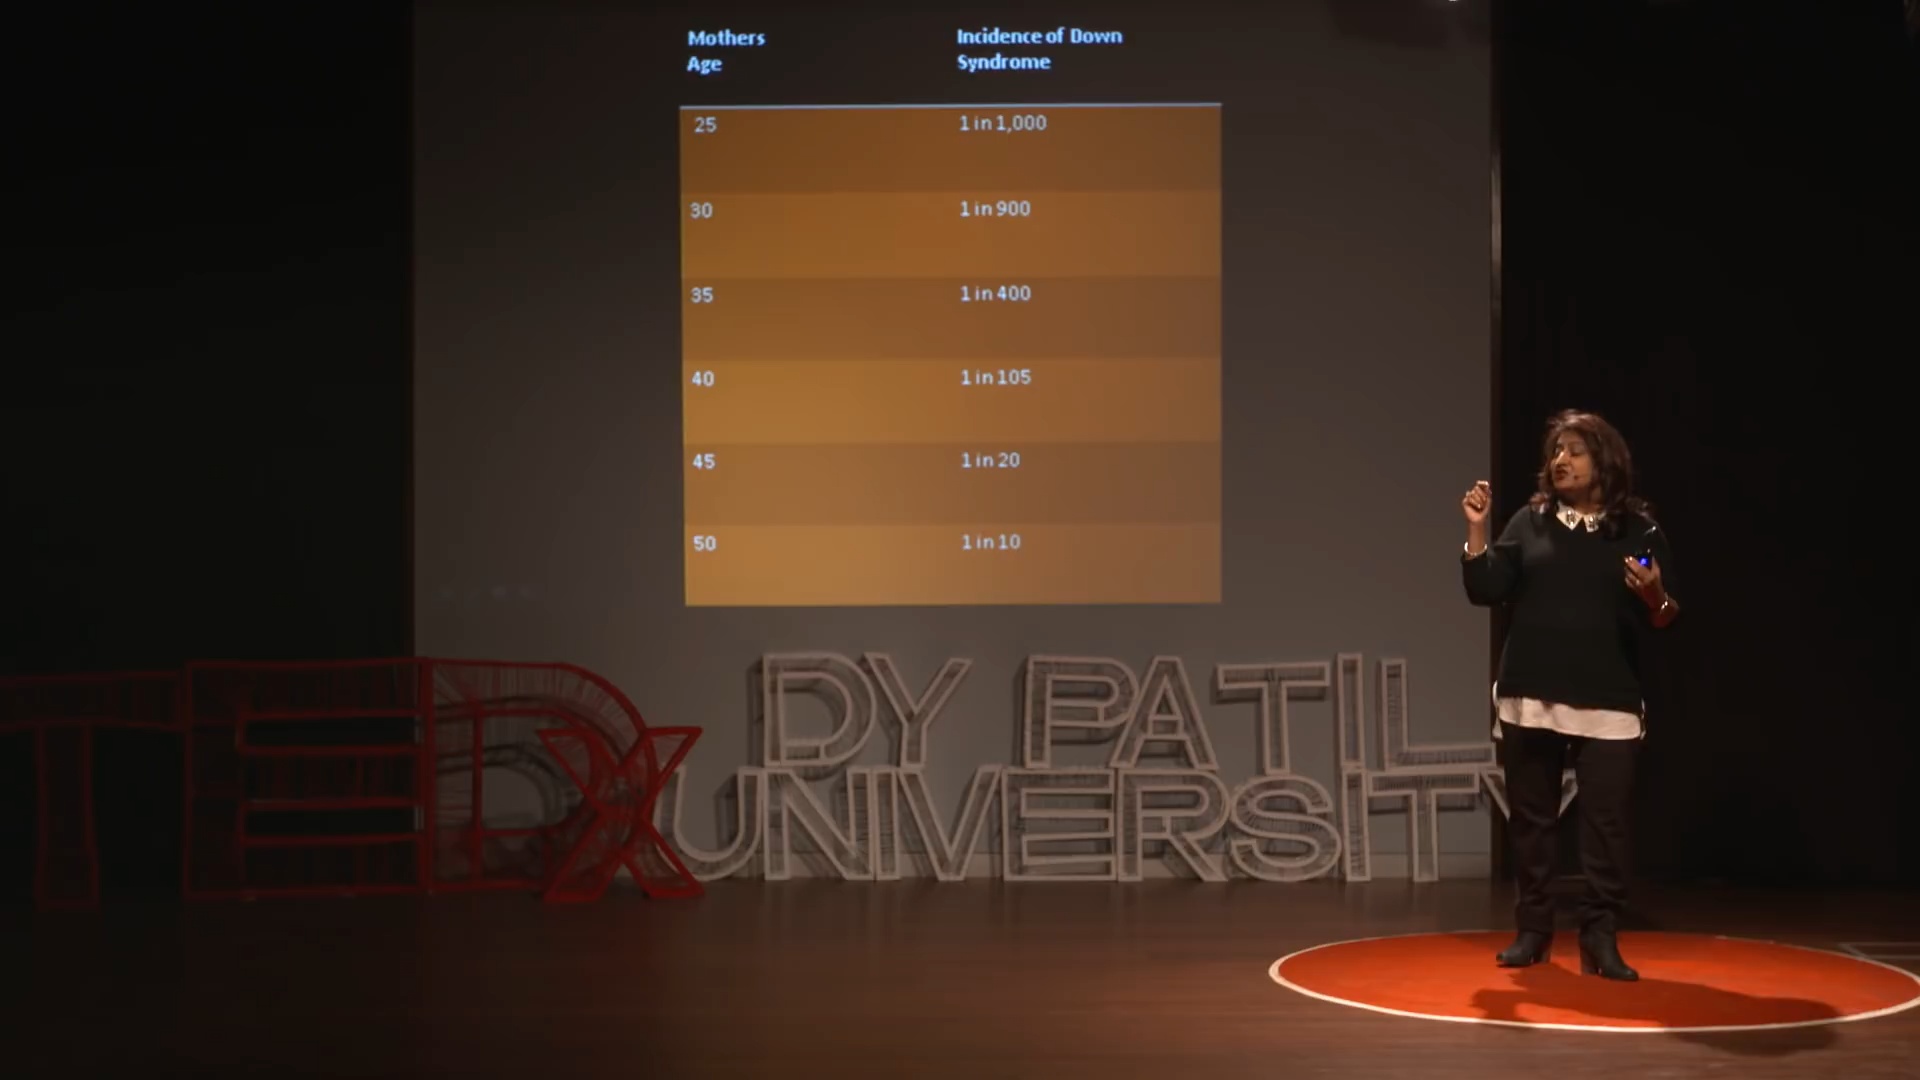 Mothers Age
Incidence of Down Syndrome
25 1 in 1,000
30 1 in 900
35 1 in 400
40 1 in 105
45 1 in 20
50 1 in 10
TEDx
DY PATIL
UNIVERSITY